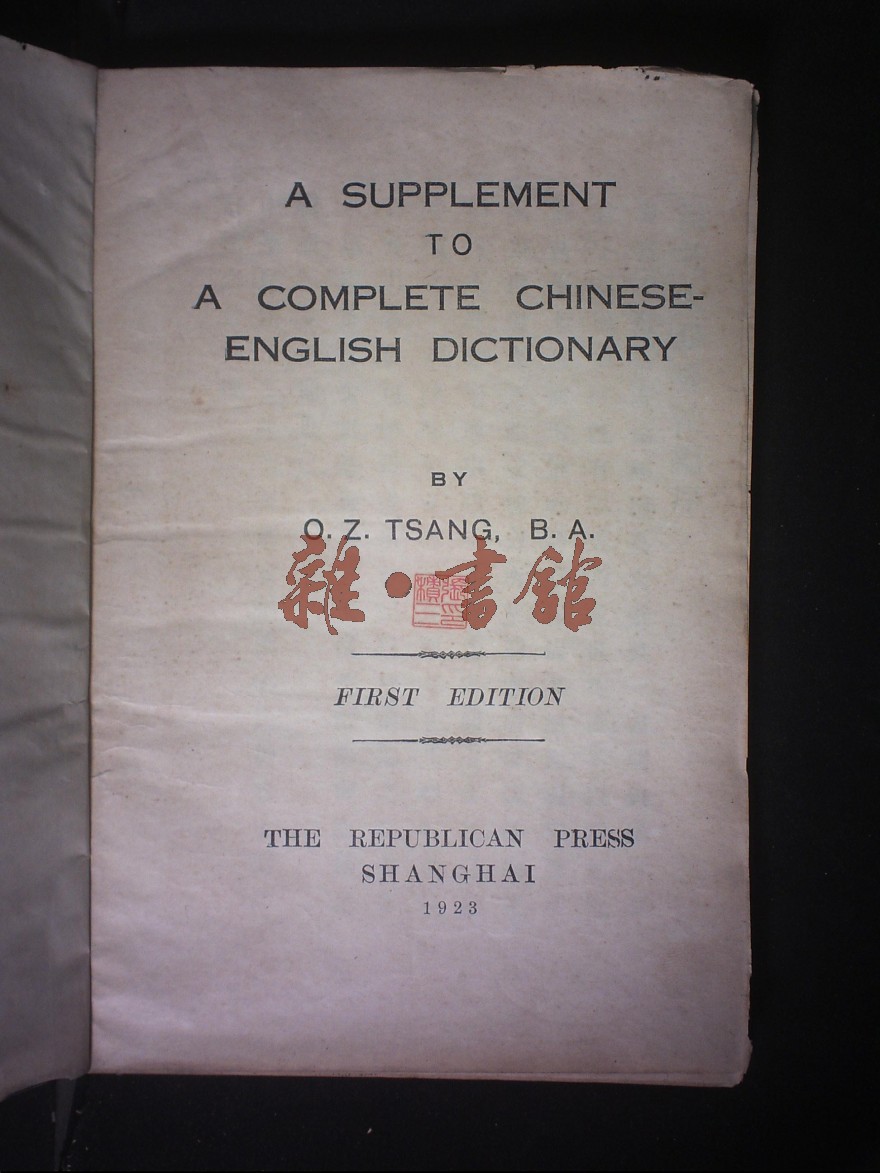 A SUPPLEMENT
TO
A COMPLETE CHINESE-
ENGLISH DICTIONARY
BY
O. Z. TSANG, B. A.
雜·書館
FIRST EDITION
THE REPUBLICAN PRESS
SHANGHAI
1923